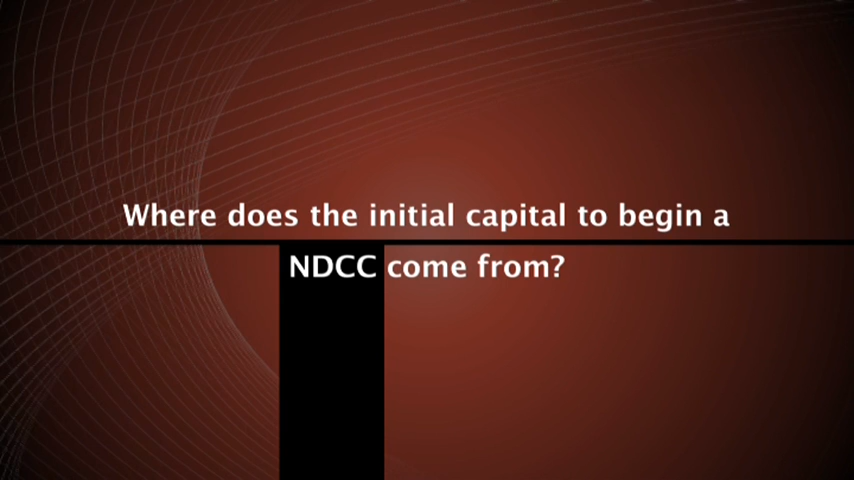 Where does the initial capital to begin a
NDCC come from?